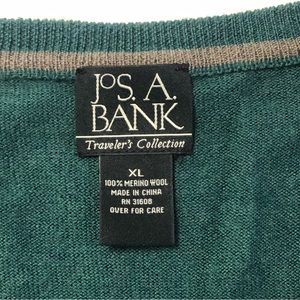 JOS. A.
BANK
Traveler's Collection
XL
100% MERINO WOOL
MADE IN CHINA
RN 31608
OVER FOR CARE